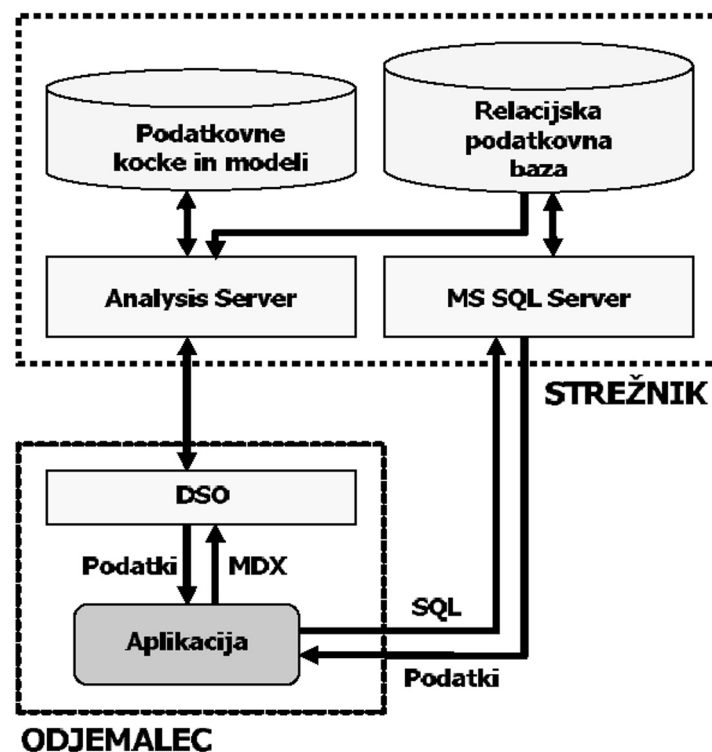 Podatkovne
kocke in modeli
Relacijska
podatkovna
baza
Analysis Server
MS SQL Server
STREŽNIK
DSO
Podatki
MDX
SQL
Aplikacija
Podatki
ODJEMALEC